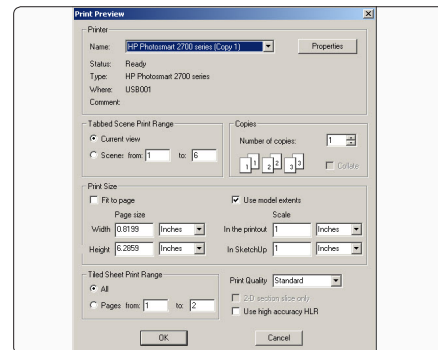 Print Preview
Printer
Name: HP Photosmart 2700 series (Copy 1) Properties
Status: Ready
Type: HP Photosmart 2700 series
Where: USB001
Comment:
Tabbed Scene Print Range
Current view
Scenes from: 1 to: 6
Copies
Number of copies: 1
1 1 2 2 3 3 Collate
Print Size
Fit to page Use model extents
Page size Scale
Width 0.8199 Inches In the printout 1 Inches
Height 6.2859 Inches In SketchUp 1 Inches
Tiled Sheet Print Range
All
Pages from: 1 to: 2
Print Quality Standard
2-D section slice only
Use high accuracy HLR
OK Cancel